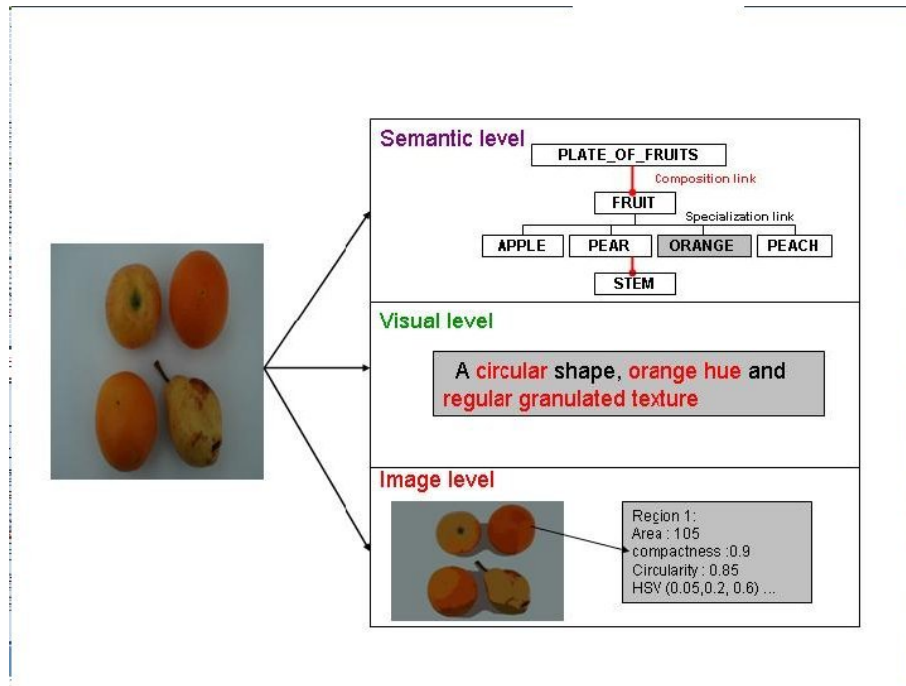 Semantic level
PLATE_OF_FRUITS
Composition link
FRUIT
Specialization link
APPLE PEAR ORANGE PEACH
STEM
Visual level
A circular shape, orange hue and
regular granulated texture
Image level
Region 1:
Area : 105
compactness :0.9
Circularity : 0.85
HSV (0.05,0.2, 0.6) ...